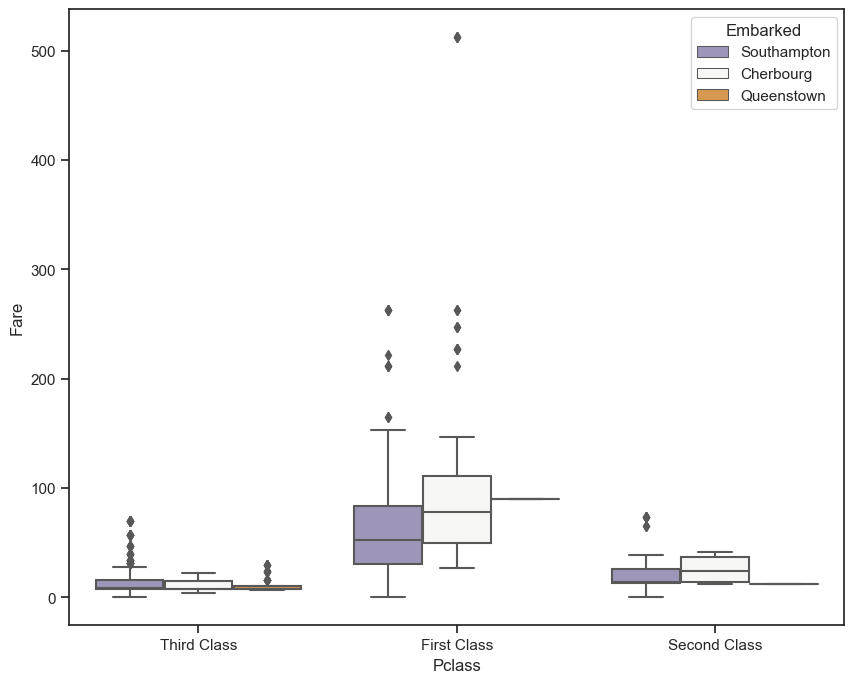 Embarked
Southampton
Cherbourg
Queenstown
Fare
500
400
300
200
100
0
Third Class
First Class
Second Class
Pclass